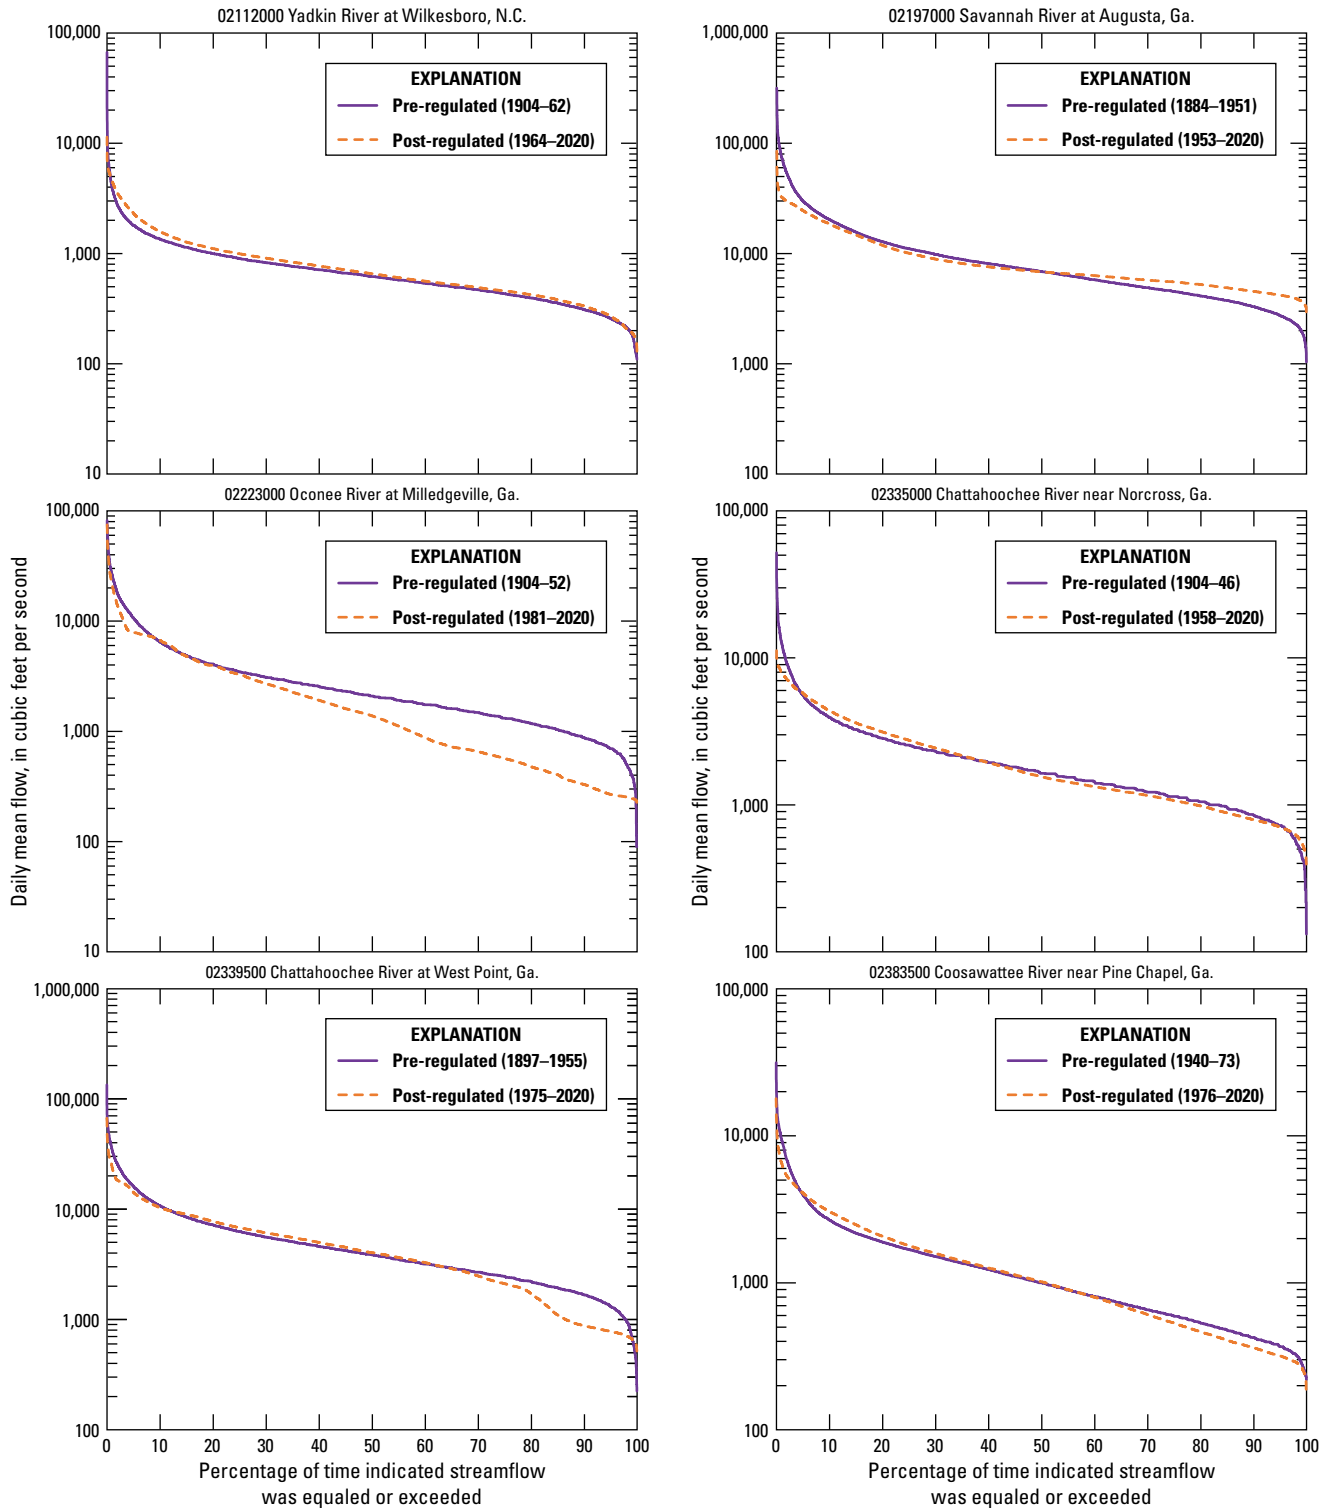 02112000 Yadkin River at Wilkesboro, N.C.
100,000
10,000
1,000
100
10
EXPLANATION
Pre-regulated (1904–62)
Post-regulated (1964–2020)
02197000 Savannah River at Augusta, Ga.
1,000,000
100,000
10,000
1,000
100
EXPLANATION
Pre-regulated (1884–1951)
Post-regulated (1953–2020)
02223000 Oconee River at Milledgeville, Ga.
100,000
10,000
1,000
100
10
EXPLANATION
Pre-regulated (1904–52)
Post-regulated (1981–2020)
Daily mean flow, in cubic feet per second
02335000 Chattahoochee River near Norcross, Ga.
100,000
10,000
1,000
100
EXPLANATION
Pre-regulated (1904–46)
Post-regulated (1958–2020)
Daily mean flow, in cubic feet per second
02339500 Chattahoochee River at West Point, Ga.
1,000,000
100,000
10,000
1,000
100
EXPLANATION
Pre-regulated (1897–1955)
Post-regulated (1975–2020)
0 10 20 30 40 50 60 70 80 90 100
Percentage of time indicated streamflow
was equaled or exceeded
02383500 Coosawattee River near Pine Chapel, Ga.
100,000
10,000
1,000
100
EXPLANATION
Pre-regulated (1940–73)
Post-regulated (1976–2020)
0 10 20 30 40 50 60 70 80 90 100
Percentage of time indicated streamflow
was equaled or exceeded